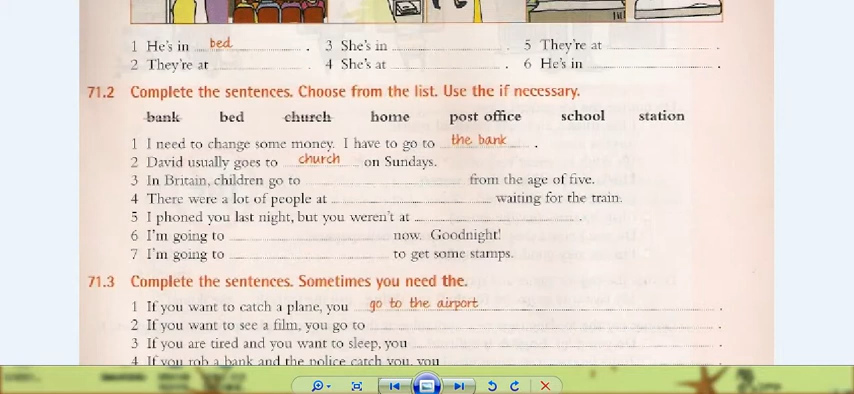 1 He's in bed . 3 She's in . 5 They're at .
2 They're at . 4 She's at . 6 He's in .
71.2 Complete the sentences. Choose from the list. Use the if necessary.
bank bed church home post office school station
1 I need to change some money. I have to go to the bank .
2 David usually goes to church on Sundays.
3 In Britain, children go to from the age of five.
4 There were a lot of people at waiting for the train.
5 I phoned you last night, but you weren't at .
6 I'm going to now. Goodnight!
7 I'm going to to get some stamps.
71.3 Complete the sentences. Sometimes you need the.
1 If you want to catch a plane, you go to the airport .
2 If you want to see a film, you go to .
3 If you are tired and you want to sleep, you .
4 If you rob a bank and the police catch you, you